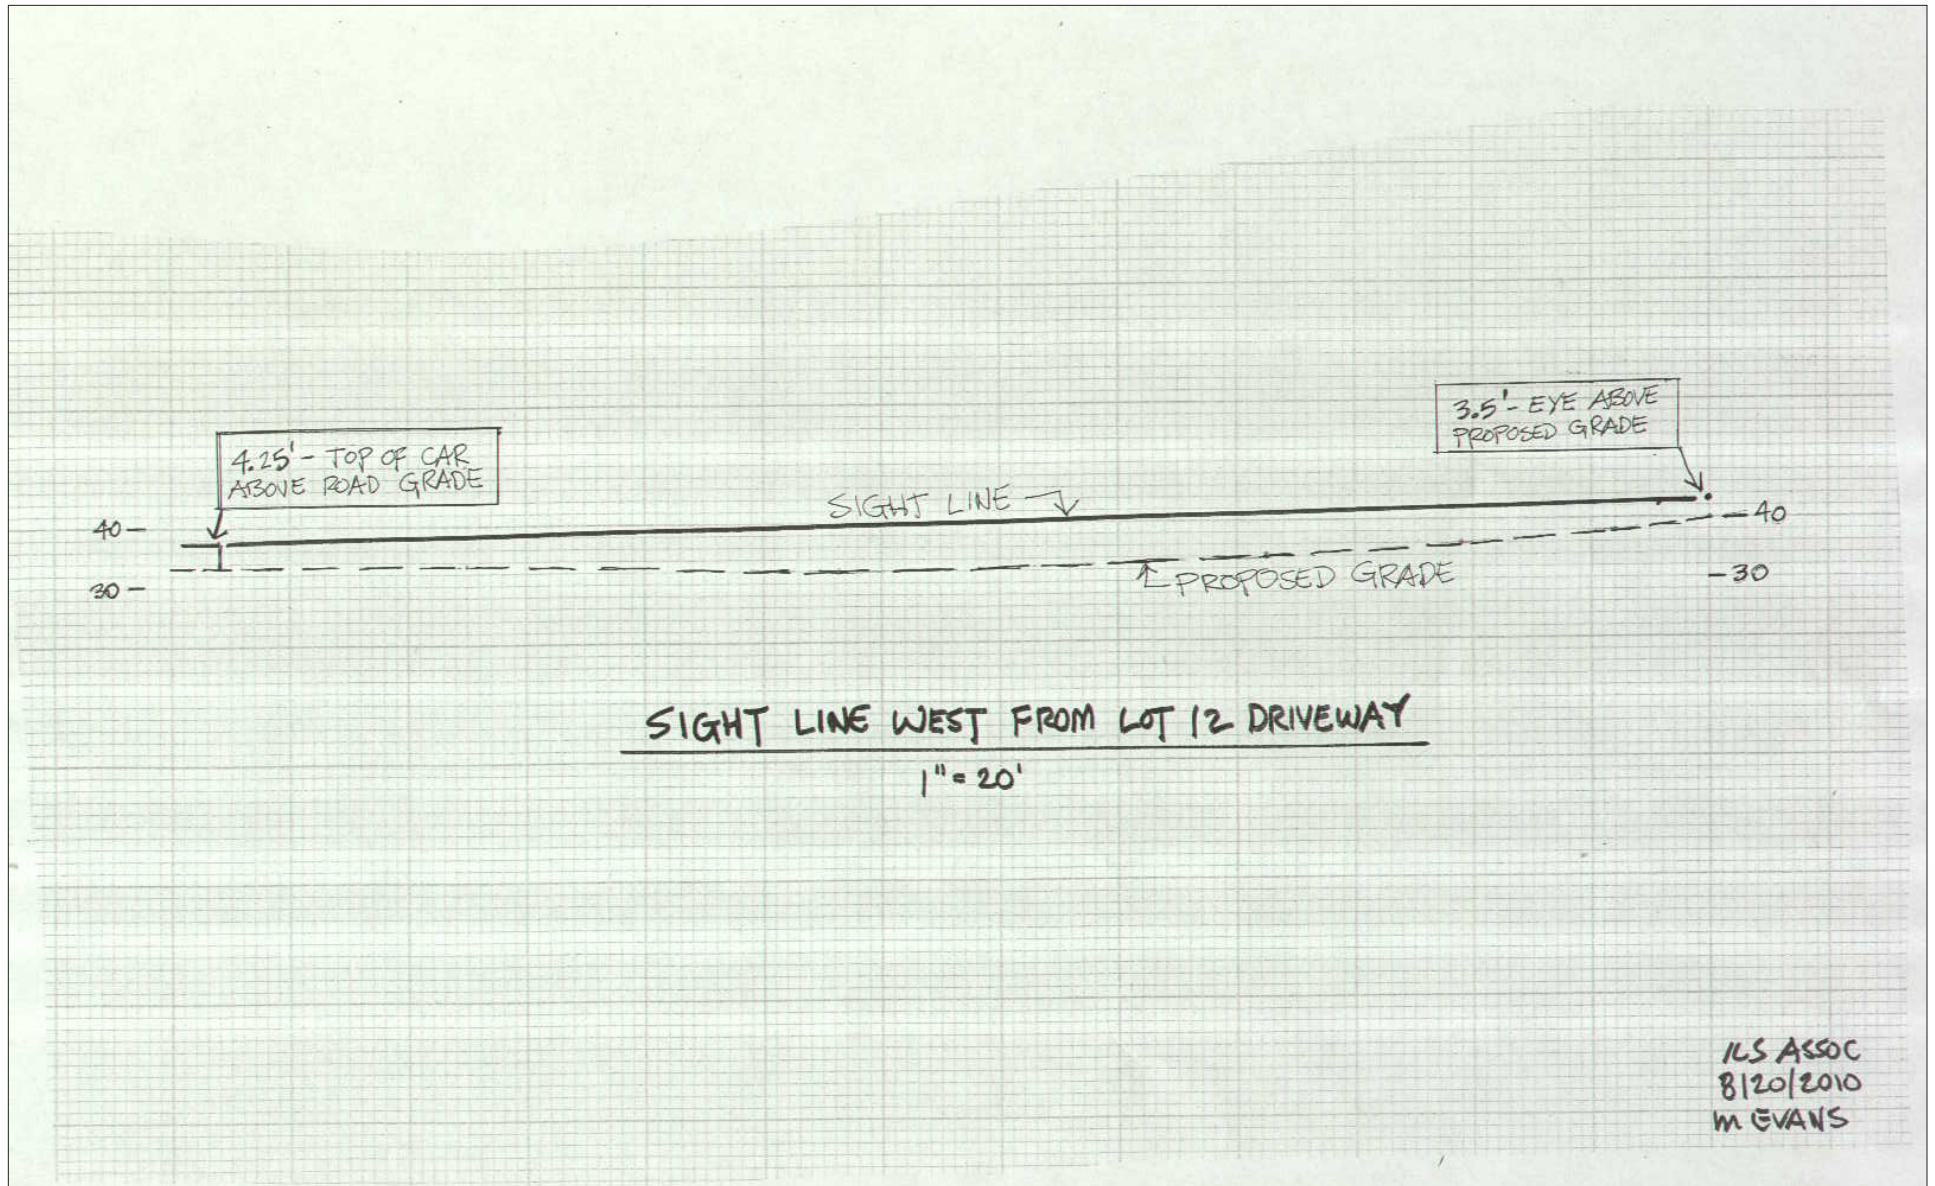 3.5'- EYE ABOVE
PROPOSED GRADE
4.25'- TOP OF CAR
ABOVE ROAD GRADE
SIGHT LINE
40 -
- 40
PROPOSED GRADE
30 -
- 30
SIGHT LINE WEST FROM LOT 12 DRIVEWAY
1" = 20'
ILS ASSOC
8/20/2010
M EVANS